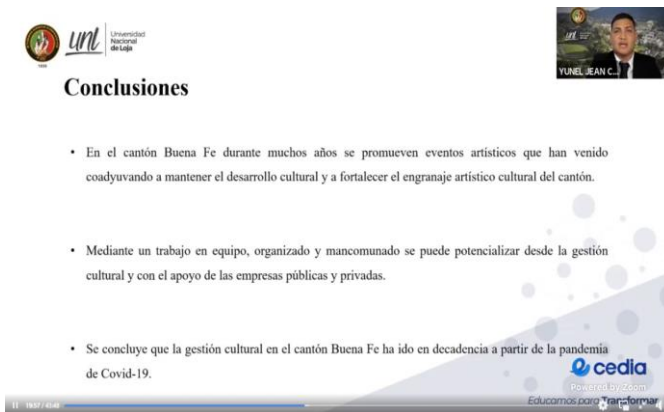 unl Universidad
Nacional
de Loja
YUNEL JEAN C...
Conclusiones
• En el cantón Buena Fe durante muchos años se promueven eventos artísticos que han venido
coadyuvando a mantener el desarrollo cultural y a fortalecer el engranaje artístico cultural del cantón.
• Mediante un trabajo en equipo, organizado y mancomunado se puede potencializar desde la gestión
cultural y con el apoyo de las empresas públicas y privadas.
• Se concluye que la gestión cultural en el cantón Buena Fe ha ido en decadencia a partir de la pandemia
de Covid-19.
cedia
Powered by Zoom
Educamos para Transformar